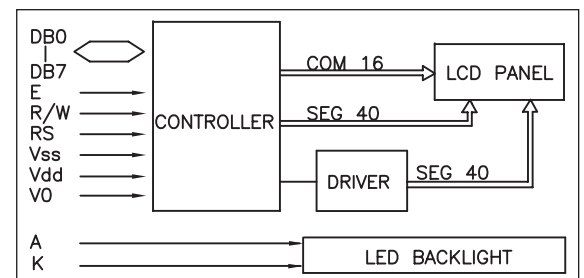 DB0
DB7
E
R/W
RS
Vss
Vdd
V0
CONTROLLER
COM 16
SEG 40
LCD PANEL
DRIVER
SEG 40
A
K
LED BACKLIGHT